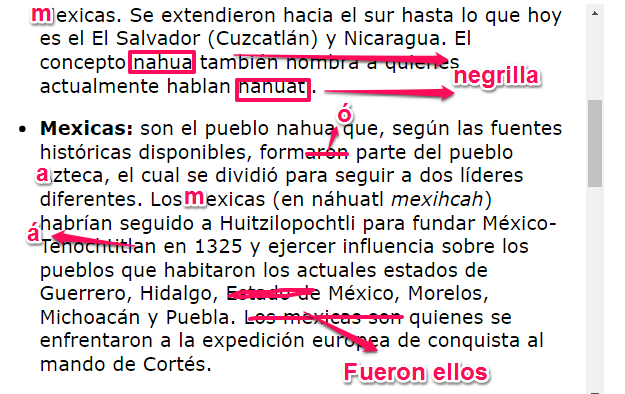 mexicas. Se extendieron hacia el sur hasta lo que hoy
es el El Salvador (Cuzcatlán) y Nicaragua. El
concepto nahua también nombra a quienes
negrilla
actualmente hablan nahuat .
ó
• Mexicas: son el pueblo nahua que, según las fuentes
históricas disponibles, formaron parte del pueblo
azteca, el cual se dividió para seguir a dos líderes
diferentes. Los mexicas (en náhuatl mexihcah)
á habrían seguido a Huitzilopochtli para fundar México-
Tenochtitlan en 1325 y ejercer influencia sobre los
pueblos que habitaron los actuales estados de
Guerrero, Hidalgo, Estado de México, Morelos,
Michoacán y Puebla. Los mexicas son quienes se
enfrentaron a la expedición europea de conquista al
mando de Cortés.
Fueron ellos